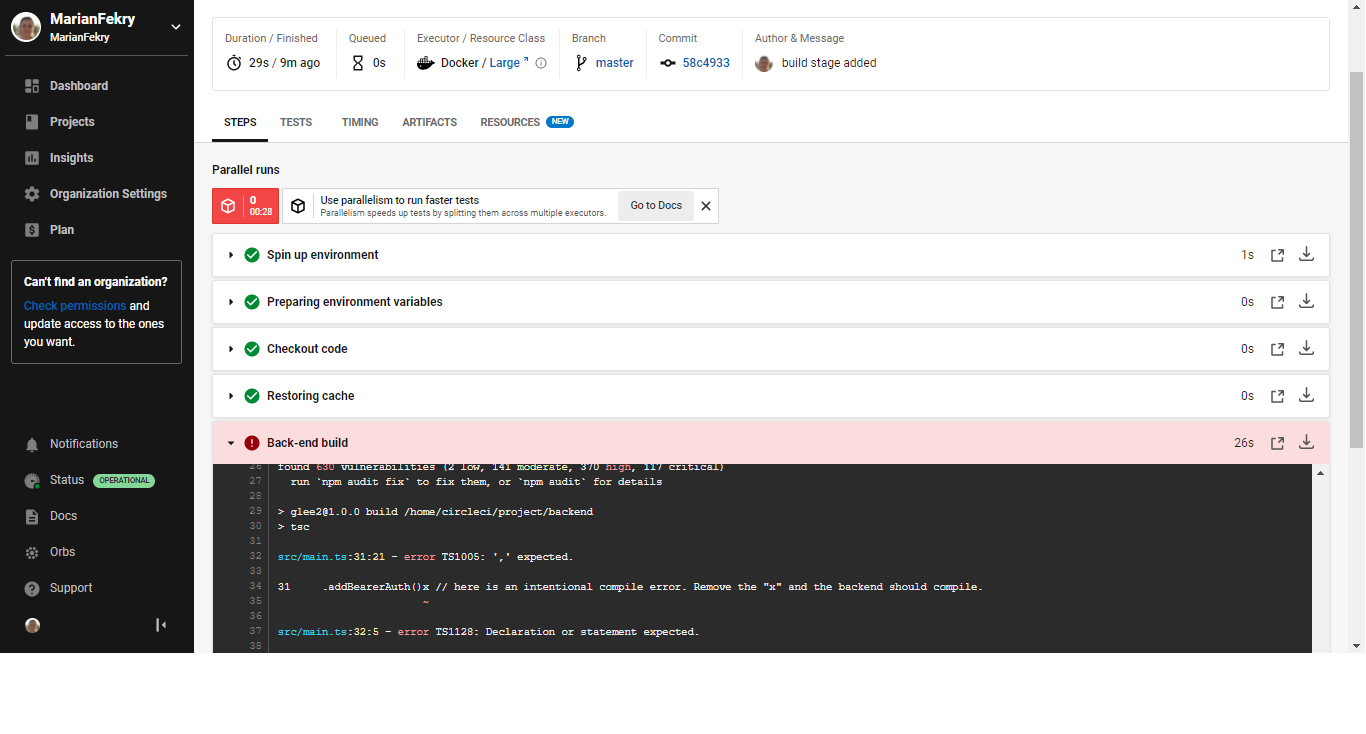 MarianFekry
MarianFekry
Dashboard
Projects
Insights
Organization Settings
Plan
Can't find an organization?
Check permissions and
update access to the ones
you want.
Notifications
Status OPERATIONAL
Docs
Orbs
Support
Duration / Finished
29s / 9m ago
Queued
0s
Executor / Resource Class
Docker / Large
Branch
master
Commit
58c4933
Author & Message
build stage added
STEPS TESTS TIMING ARTIFACTS RESOURCES NEW
Parallel runs
0
00:28
Use parallelism to run faster tests
Parallelism speeds up tests by splitting them across multiple executors.
Go to Docs
Spin up environment 1s
Preparing environment variables 0s
Checkout code 0s
Restoring cache 0s
Back-end build 26s
26 found 630 vulnerabilities (2 low, 141 moderate, 370 high, 117 critical)
27 run `npm audit fix` to fix them, or `npm audit` for details
28
29 > glee2@1.0.0 build /home/circleci/project/backend
30 > tsc
31
32 src/main.ts:31:21 - error TS1005: ',' expected.
33
34 31 .addBearerAuth()x // here is an intentional compile error. Remove the "x" and the backend should compile.
35 ~
36
37 src/main.ts:32:5 - error TS1128: Declaration or statement expected.
38